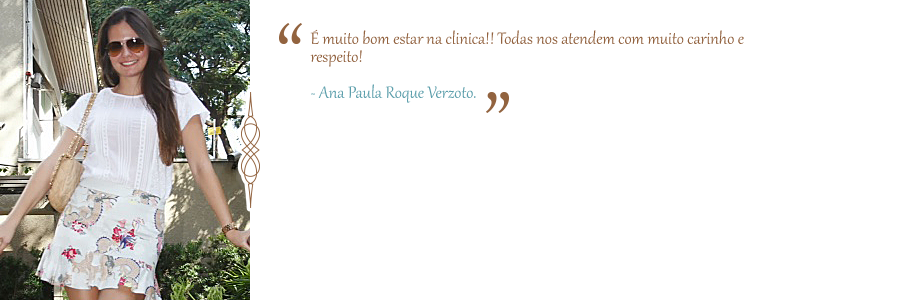 “ É muito bom estar na clínica!! Todas nos atendem com muito carinho e
respeito!
- Ana Paula Roque Verzoto. ”